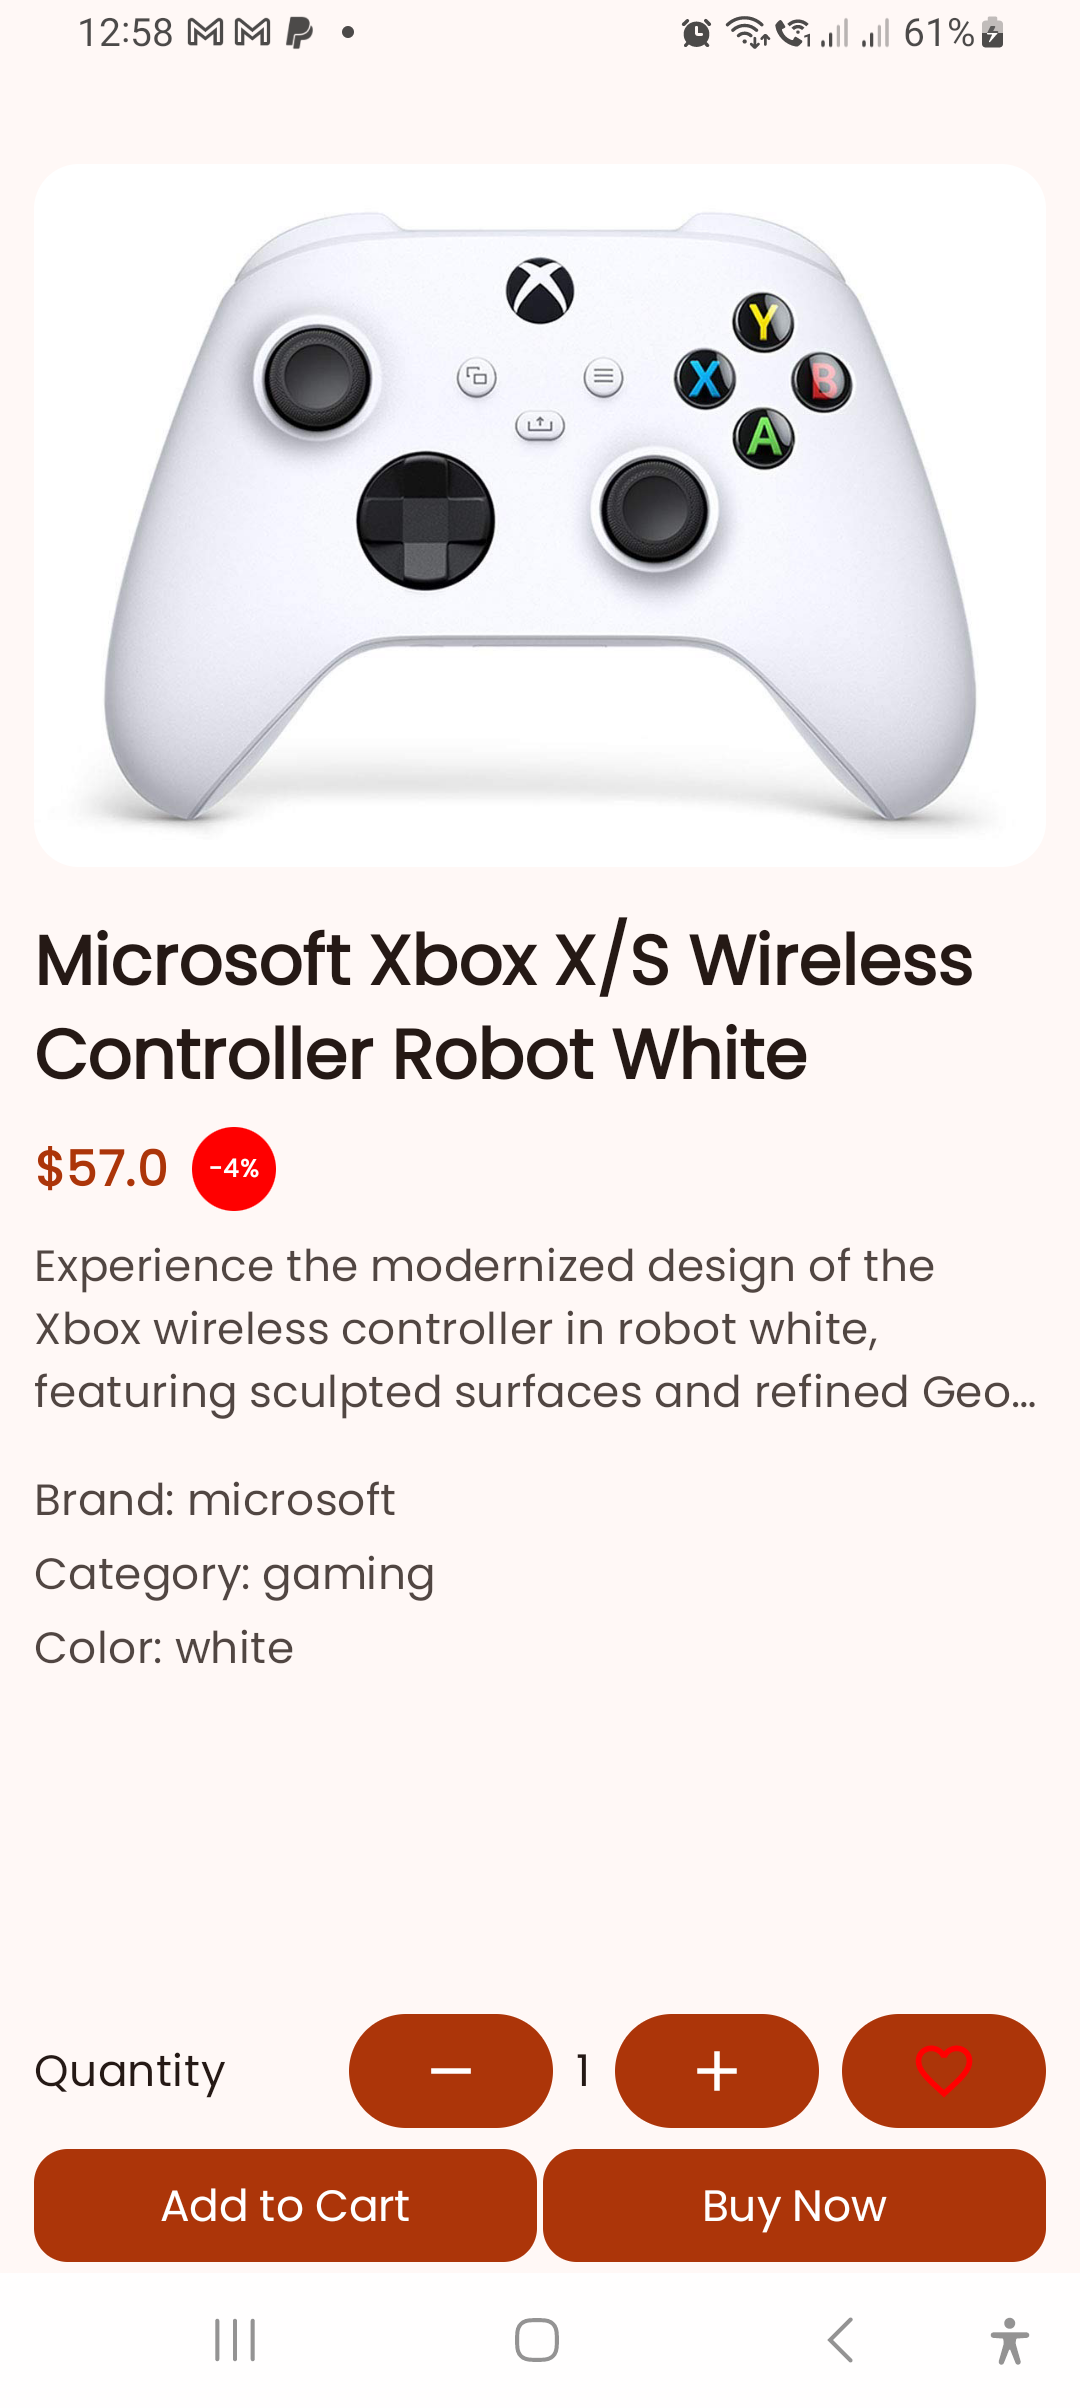 12:58 61%
Y
X B
A
Microsoft Xbox X/S Wireless
Controller Robot White
$57.0 -4%
Experience the modernized design of the
Xbox wireless controller in robot white,
featuring sculpted surfaces and refined Geo...
Brand: microsoft
Category: gaming
Color: white
Quantity 1
Add to Cart Buy Now